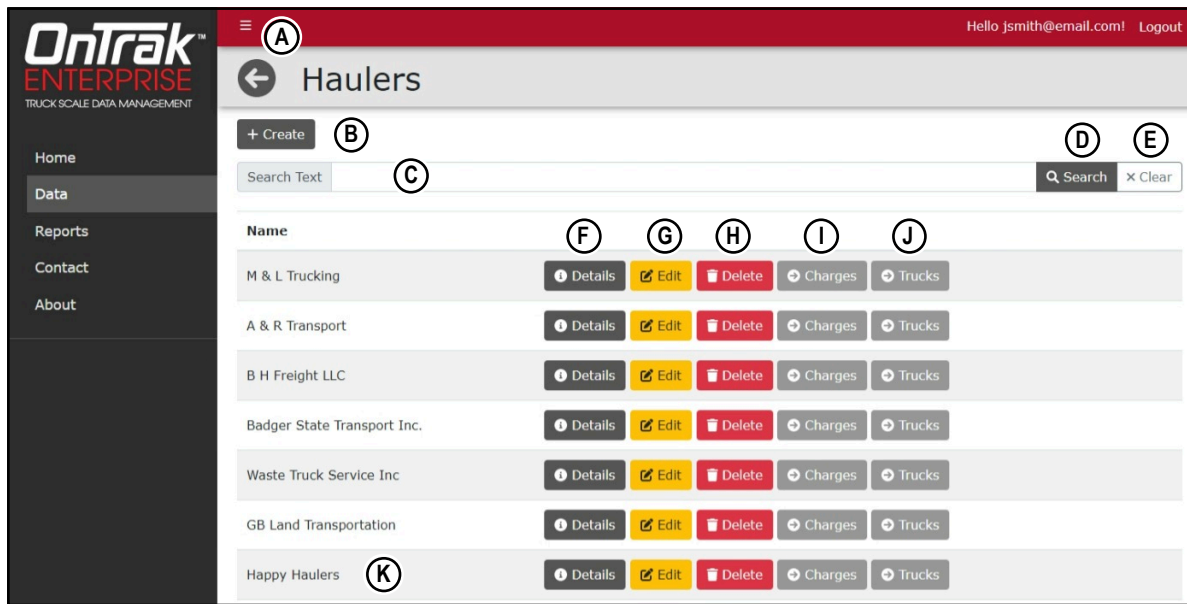 OnTrak™
ENTERPRISE
TRUCK SCALE DATA MANAGEMENT
Home
Data
Reports
Contact
About
A
Hello jsmith@email.com! Logout
Haulers
+ Create B
Search Text C
D E
Search × Clear
Name F G H I J
M & L Trucking Details Edit Delete Charges Trucks
A & R Transport Details Edit Delete Charges Trucks
B H Freight LLC Details Edit Delete Charges Trucks
Badger State Transport Inc. Details Edit Delete Charges Trucks
Waste Truck Service Inc Details Edit Delete Charges Trucks
GB Land Transportation Details Edit Delete Charges Trucks
Happy Haulers K Details Edit Delete Charges Trucks